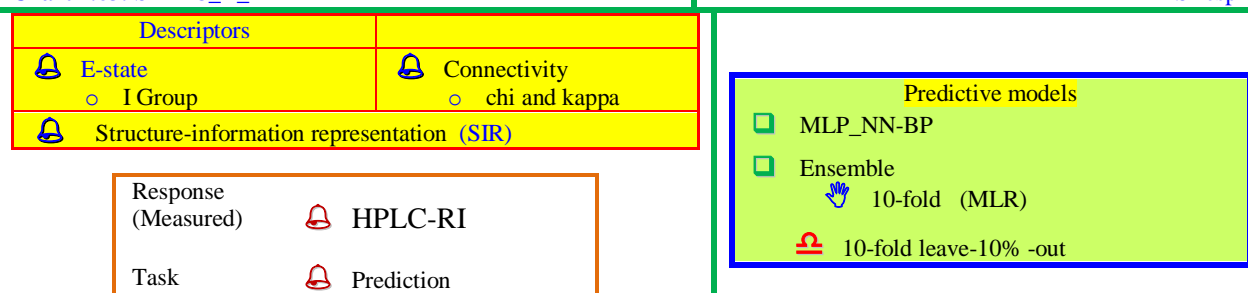 Descriptors
E-state
I Group
Connectivity
chi and kappa
Structure-information representation (SIR)
Response
(Measured)
HPLC-RI
Task
Prediction
Predictive models
MLP_NN-BP
Ensemble
10-fold (MLR)
10-fold leave-10% -out